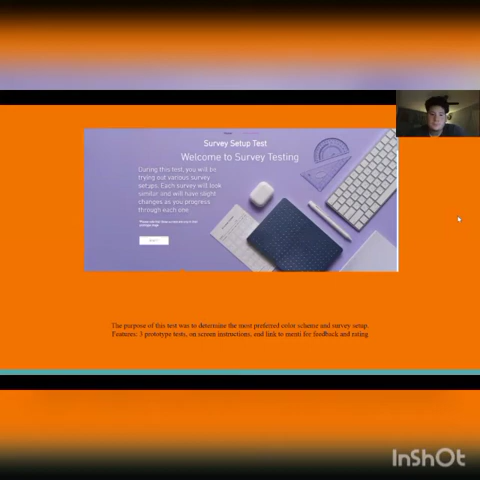 Survey Setup Test
Welcome to Survey Testing
During this test, you will be
trying out various survey
setups. Each survey will look
similar and will have slight
changes as you progress
through each one.
The purpose of this test was to determine the most preferred color scheme and survey setup.
Features: 3 prototype tests, on screen instructions, end link to menti for feedback and rating
InShOt